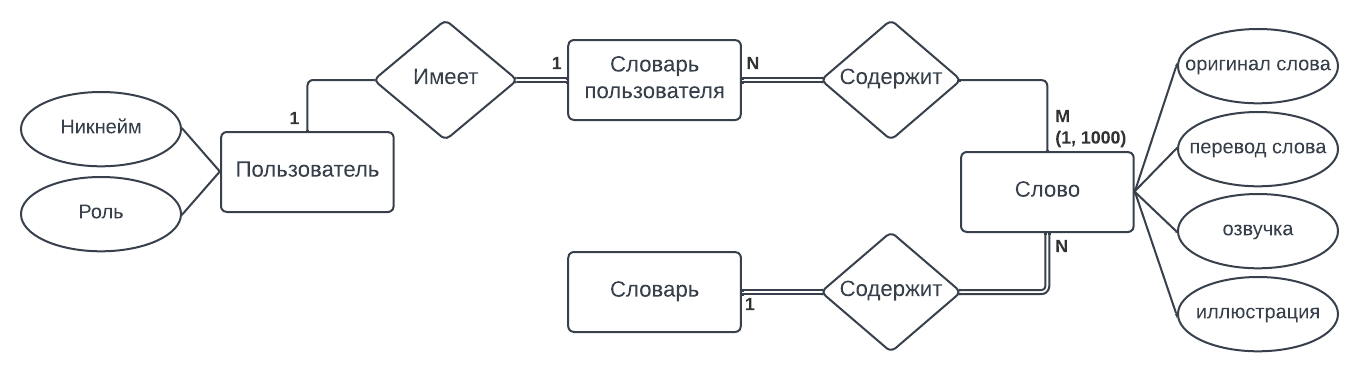 Никнейм
Роль
Пользователь
1
Имеет
1
Словарь
пользователя
N
Содержит
M
(1, 1000)
Слово
N
Словарь
1
Содержит
оригинал слова
перевод слова
озвучка
иллюстрация